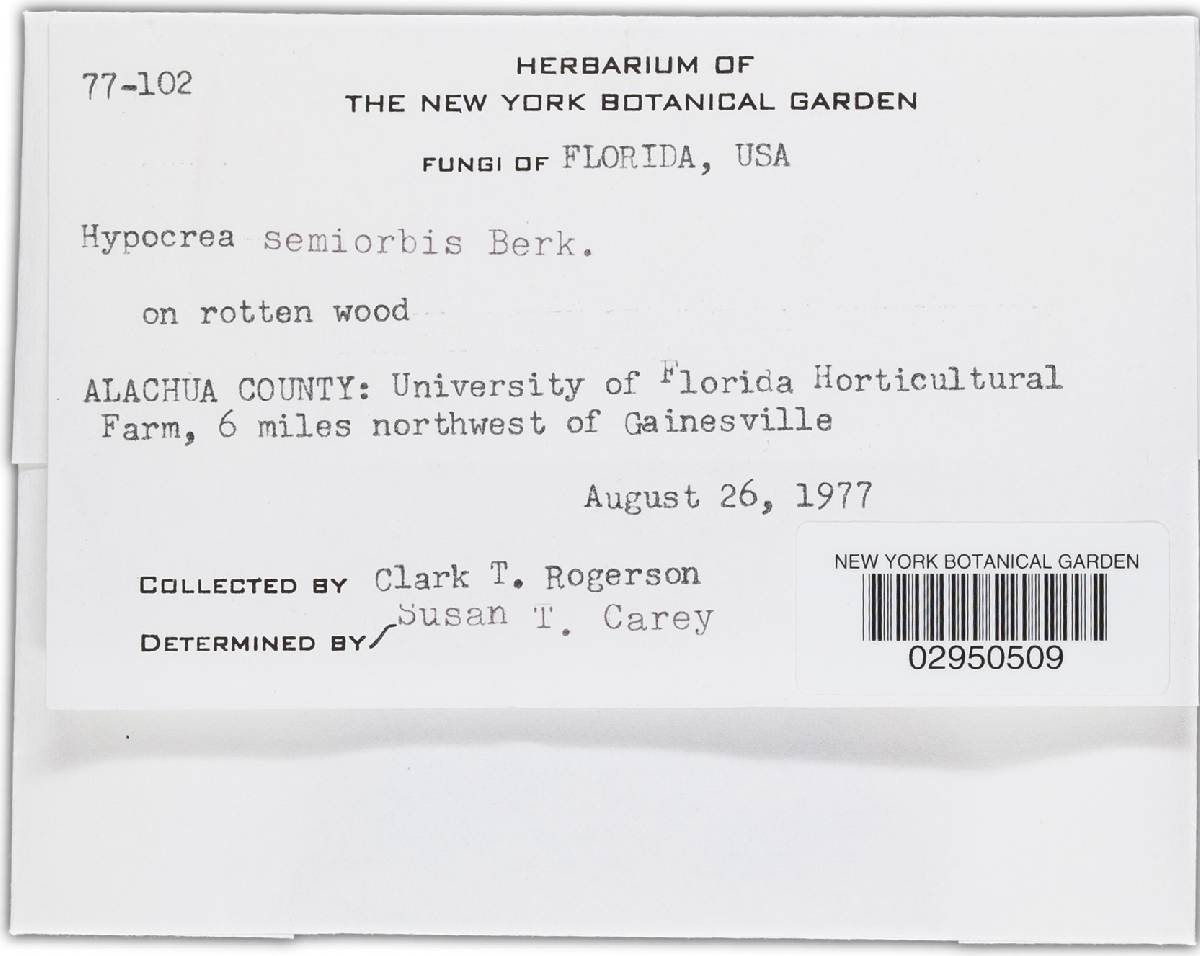 77-102
HERBARIUM OF
THE NEW YORK BOTANICAL GARDEN
FUNGI OF FLORIDA, USA
Hypocrea semiorbis Berk.
on rotten wood
ALACHUA COUNTY: University of Florida Horticultural
Farm, 6 miles northwest of Gainesville
August 26, 1977
COLLECTED BY Clark T. Rogerson
Susan T. Carey
DETERMINED BY
NEW YORK BOTANICAL GARDEN
02950509